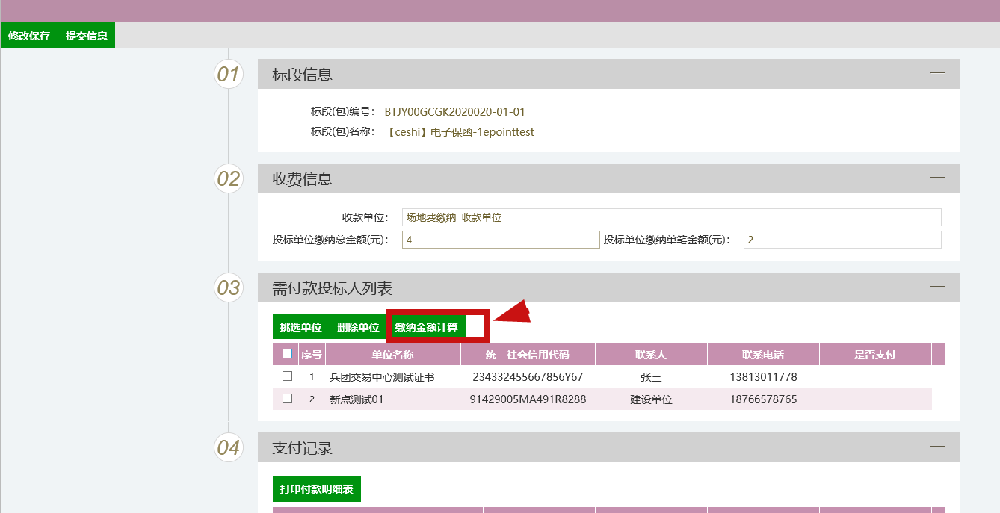 修改保存 提交信息
01 标段信息
标段(包)编号： BTJY00GCGK2020020-01-01
标段(包)名称： 【ceshi】电子保函-1epointtest
02 收费信息
收款单位： 场地费缴纳_收款单位
投标单位缴纳总金额(元)： 4 投标单位缴纳单笔金额(元)： 2
03 需付款投标人列表
挑选单位 删除单位 缴纳金额计算
序号 单位名称 统一社会信用代码 联系人 联系电话 是否支付
1 兵团交易中心测试证书 234332455667856Y67 张三 13813011778
2 新点测试01 91429005MA491R8288 建设单位 18766578765
04 支付记录
打印付款明细表